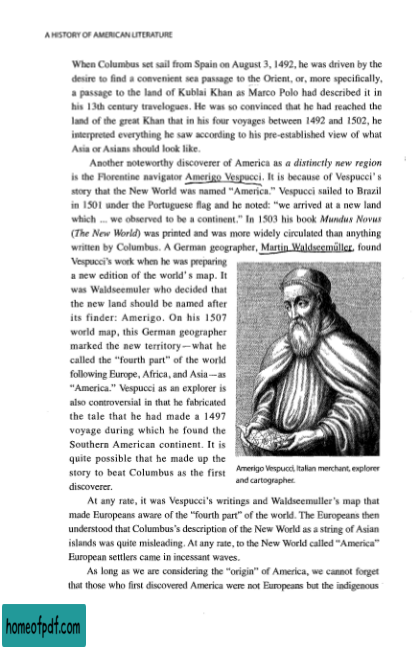 A HISTORY OF AMERICAN LITERATURE
When Columbus set sail from Spain on August 3, 1492, he was driven by the
desire to find a convenient sea passage to the Orient, or, more specifically,
a passage to the land of Kublai Khan as Marco Polo had described it in
his 13th century travelogues. He was so convinced that he had reached the
land of the great Khan that in his four voyages between 1492 and 1502, he
interpreted everything he saw according to his pre-established view of what
Asia or Asians should look like.
Another noteworthy discoverer of America as a distinctly new region
is the Florentine navigator Amerigo Vespucci. It is because of Vespucci's
story that the New World was named “America.” Vespucci sailed to Brazil
in 1501 under the Portuguese flag and he noted: “we arrived at a new land
which ... we observed to be a continent.” In 1503 his book Mundus Novus
(The New World) was printed and was more widely circulated than anything
written by Columbus. A German geographer, Martin Waldseemüller, found
Vespucci's work when he was preparing
a new edition of the world's map. It
was Waldseemuler who decided that
the new land should be named after
its finder: Amerigo. On his 1507
world map, this German geographer
marked the new territory—what he
called the “fourth part” of the world
following Europe, Africa, and Asia—as
“America.” Vespucci as an explorer is
also controversial in that he fabricated
the tale that he had made a 1497
voyage during which he found the
Southern American continent. It is
quite possible that he made up the
story to beat Columbus as the first
discoverer.
Amerigo Vespucci, Italian merchant, explorer
and cartographer.
At any rate, it was Vespucci's writings and Waldseemuller's map that
made Europeans aware of the “fourth part” of the world. The Europeans then
understood that Columbus's description of the New World as a string of Asian
islands was quite misleading. At any rate, to the New World called “America”
European settlers came in incessant waves.
As long as we are considering the “origin” of America, we cannot forget
that those who first discovered America were not Europeans but the indigenous
homeofpdf.com